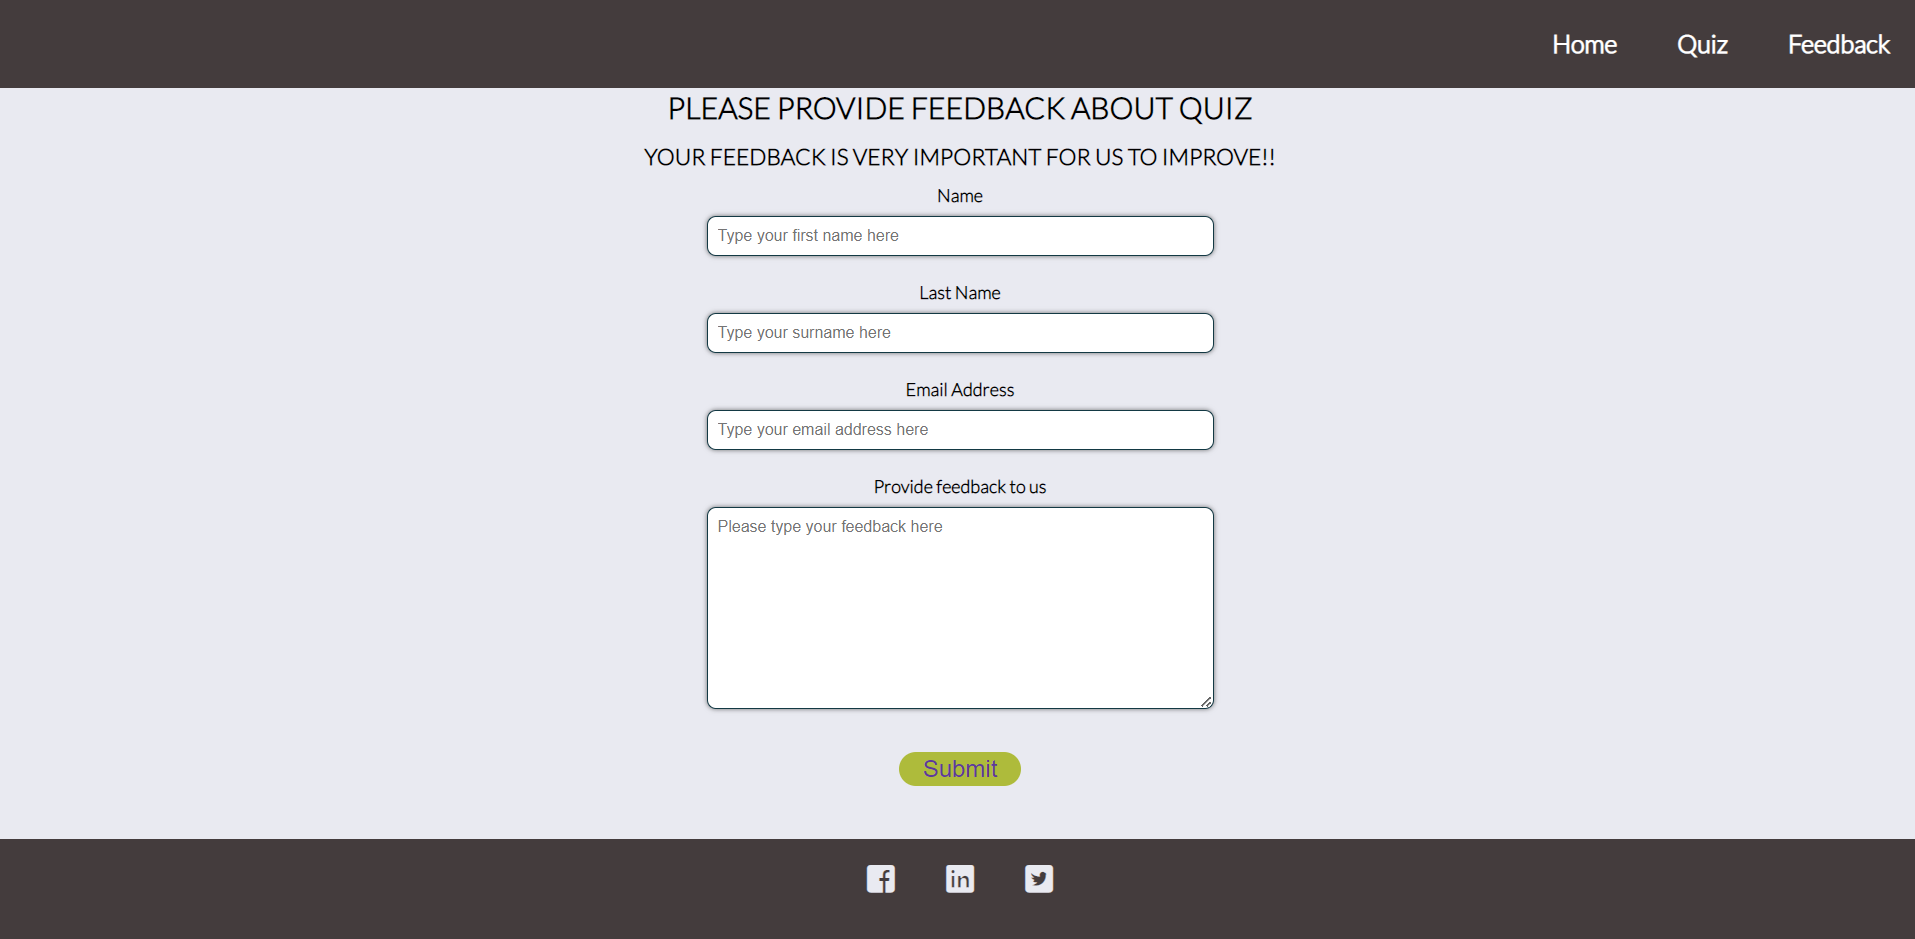 Home Quiz Feedback
PLEASE PROVIDE FEEDBACK ABOUT QUIZ
YOUR FEEDBACK IS VERY IMPORTANT FOR US TO IMPROVE!!
Name
Type your first name here
Last Name
Type your surname here
Email Address
Type your email address here
Provide feedback to us
Please type your feedback here
Submit